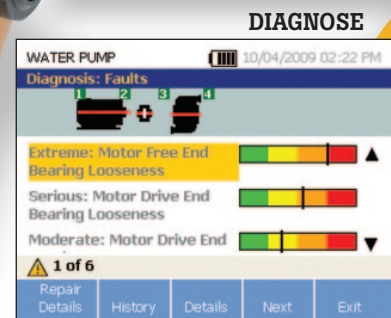 DIAGNOSE
WATER PUMP 10/04/2009 02:22 PM
Diagnosis: Faults
1 2 3 4
Extreme: Motor Free End
Bearing Looseness
Serious: Motor Drive End
Bearing Looseness
Moderate: Motor Drive End
1 of 6
Repair
Details History Details Next Exit